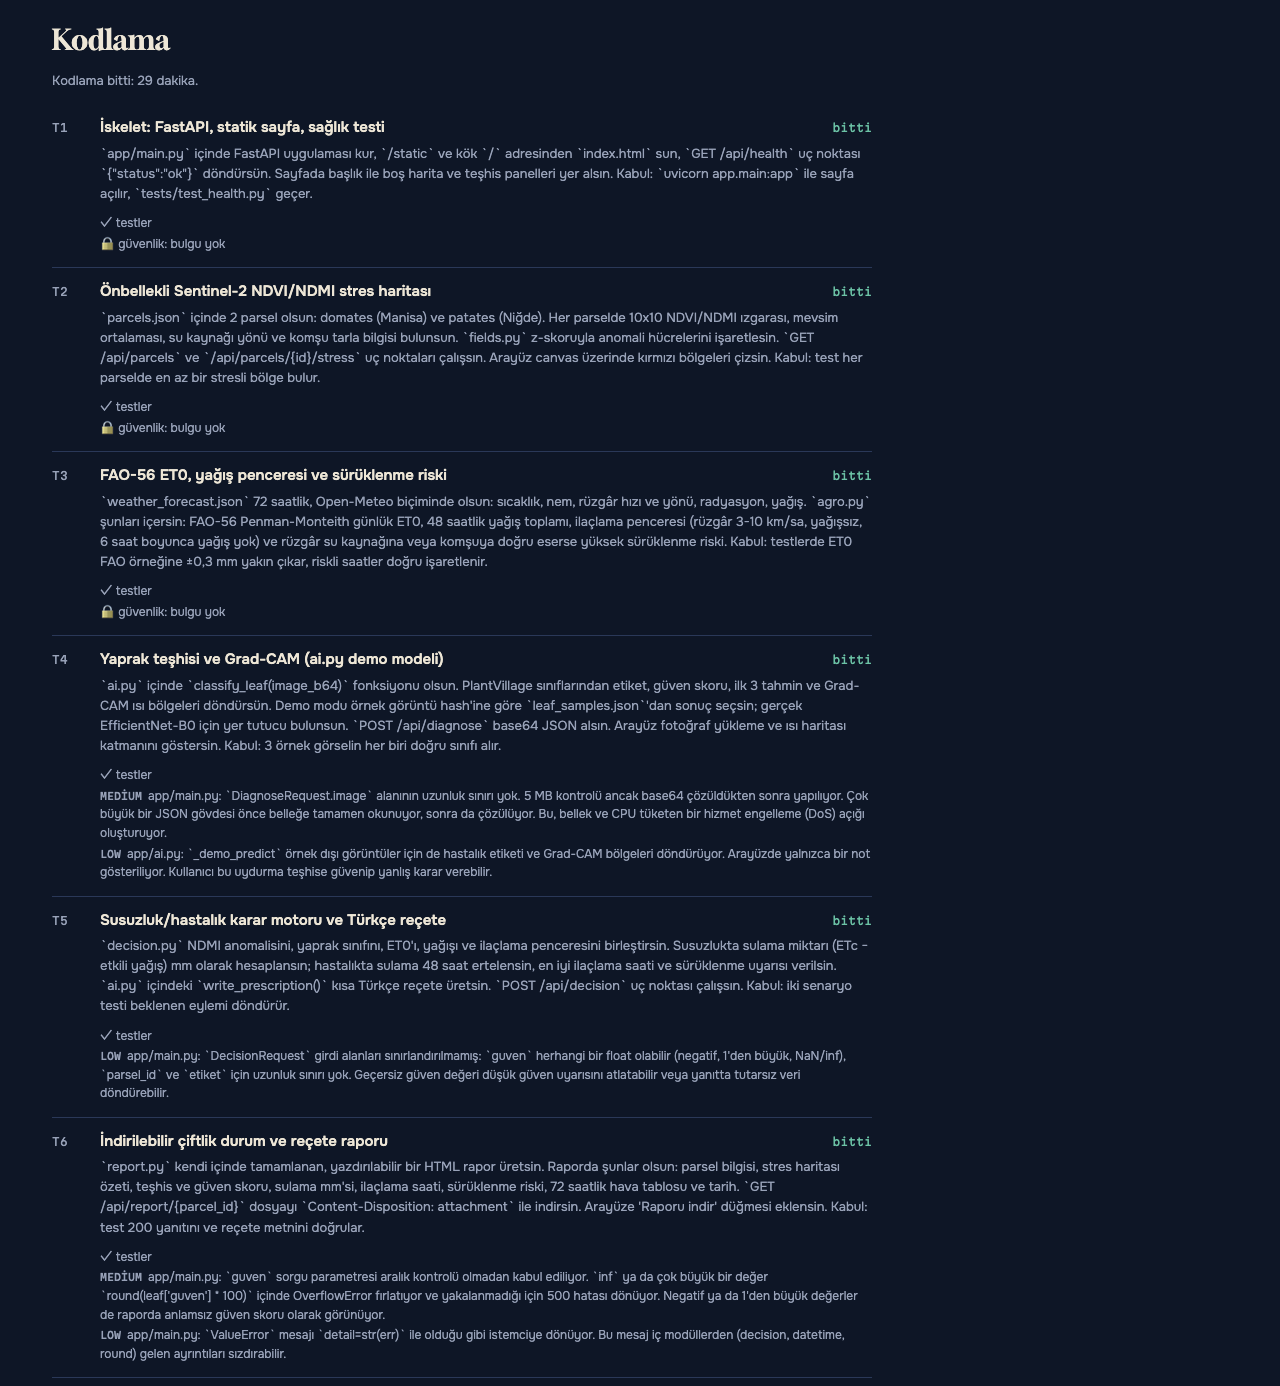 Kodlama
Kodlama bitti: 29 dakika.
T1 İskelet: FastAPI, statik sayfa, sağlık testi bitti
`app/main.py` içinde FastAPI uygulaması kur, `/static` ve kök `/` adresinden `index.html` sun, `GET /api/health` uç noktası
`{"status":"ok"}` döndürsün. Sayfada başlık ile boş harita ve teşhis panelleri yer alsın. Kabul: `uvicorn app.main:app` ile sayfa
açılır, `tests/test_health.py` geçer.
✓ testler
🔒 güvenlik: bulgu yok
T2 Önbellekli Sentinel-2 NDVI/NDMI stres haritası bitti
`parcels.json` içinde 2 parsel olsun: domates (Manisa) ve patates (Niğde). Her parselde 10x10 NDVI/NDMI ızgarası, mevsim
ortalaması, su kaynağı yönü ve komşu tarla bilgisi bulunsun. `fields.py` z-skoruyla anomali hücrelerini işaretlesin. `GET
/api/parcels` ve `/api/parcels/{id}/stress` uç noktaları çalışsın. Arayüz canvas üzerinde kırmızı bölgeleri çizsin. Kabul: test her
parselde en az bir stresli bölge bulur.
✓ testler
🔒 güvenlik: bulgu yok
T3 FAO-56 ET0, yağış penceresi ve sürüklenme riski bitti
`weather_forecast.json` 72 saatlik, Open-Meteo biçiminde olsun: sıcaklık, nem, rüzgâr hızı ve yönü, radyasyon, yağış. `agro.py`
şunları içersin: FAO-56 Penman-Monteith günlük ET0, 48 saatlik yağış toplamı, ilaçlama penceresi (rüzgâr 3-10 km/sa, yağışsız,
6 saat boyunca yağış yok) ve rüzgâr su kaynağına veya komşuya doğru eserse yüksek sürüklenme riski. Kabul: testlerde ET0
FAO örneğine ±0,3 mm yakın çıkar, riskli saatler doğru işaretlenir.
✓ testler
🔒 güvenlik: bulgu yok
T4 Yaprak teşhisi ve Grad-CAM (ai.py demo modeli) bitti
`ai.py` içinde `classify_leaf(image_b64)` fonksiyonu olsun. PlantVillage sınıflarından etiket, güven skoru, ilk 3 tahmin ve Grad-
CAM ısı bölgeleri döndürsün. Demo modu örnek görüntü hash'ine göre `leaf_samples.json`'dan sonuç seçsin; gerçek
EfficientNet-B0 için yer tutucu bulunsun. `POST /api/diagnose` base64 JSON alsın. Arayüz fotoğraf yükleme ve ısı haritası
katmanını göstersin. Kabul: 3 örnek görselin her biri doğru sınıfı alır.
✓ testler
MEDİUM app/main.py: `DiagnoseRequest.image` alanının uzunluk sınırı yok. 5 MB kontrolü ancak base64 çözüldükten sonra yapılıyor. Çok
büyük bir JSON gövdesi önce belleğe tamamen okunuyor, sonra da çözülüyor. Bu, bellek ve CPU tüketen bir hizmet engelleme (DoS) açığı
oluşturuyor.
LOW app/ai.py: `_demo_predict` örnek dışı görüntüler için de hastalık etiketi ve Grad-CAM bölgeleri döndürüyor. Arayüzde yalnızca bir not
gösteriliyor. Kullanıcı bu uydurma teşhise güvenip yanlış karar verebilir.
T5 Susuzluk/hastalık karar motoru ve Türkçe reçete bitti
`decision.py` NDMI anomalisini, yaprak sınıfını, ET0'ı, yağışı ve ilaçlama penceresini birleştirsin. Susuzlukta sulama miktarı (ETc -
etkili yağış) mm olarak hesaplansın; hastalıkta sulama 48 saat ertelensin, en iyi ilaçlama saati ve sürüklenme uyarısı verilsin.
`ai.py` içindeki `write_prescription()` kısa Türkçe reçete üretsin. `POST /api/decision` uç noktası çalışsın. Kabul: iki senaryo
testi beklenen eylemi döndürür.
✓ testler
LOW app/main.py: `DecisionRequest` girdi alanları sınırlandırılmamış: `guven` herhangi bir float olabilir (negatif, 1'den büyük, NaN/inf),
`parsel_id` ve `etiket` için uzunluk sınırı yok. Geçersiz güven değeri düşük güven uyarısını atlatabilir veya yanıtta tutarsız veri
döndürebilir.
T6 İndirilebilir çiftlik durum ve reçete raporu bitti
`report.py` kendi içinde tamamlanan, yazdırılabilir bir HTML rapor üretsin. Raporda şunlar olsun: parsel bilgisi, stres haritası
özeti, teşhis ve güven skoru, sulama mm'si, ilaçlama saati, sürüklenme riski, 72 saatlik hava tablosu ve tarih. `GET
/api/report/{parcel_id}` dosyayı `Content-Disposition: attachment` ile indirsin. Arayüze 'Raporu indir' düğmesi eklensin. Kabul:
test 200 yanıtını ve reçete metnini doğrular.
✓ testler
MEDİUM app/main.py: `guven` sorgu parametresi aralık kontrolü olmadan kabul ediliyor. `inf` ya da çok büyük bir değer
`round(leaf['guven'] * 100)` içinde OverflowError fırlatıyor ve yakalanmadığı için 500 hatası dönüyor. Negatif ya da 1'den büyük değerler
de raporda anlamsız güven skoru olarak görünüyor.
LOW app/main.py: `ValueError` mesajı `detail=str(err)` ile olduğu gibi istemciye dönüyor. Bu mesaj iç modüllerden (decision, datetime,
round) gelen ayrıntıları sızdırabilir.